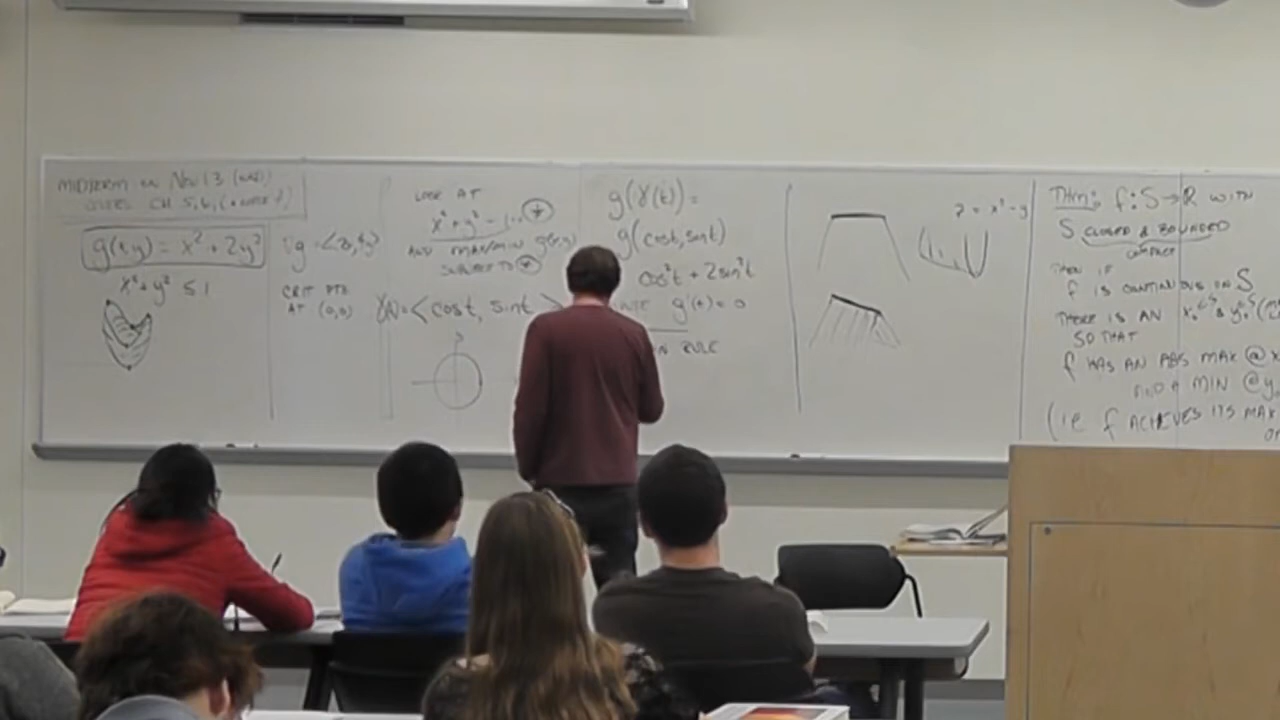 MIDTERM ON NOV 13 (WED)
COVERS CH 5, 6, (
g(x,y) = x² + 2y²
x² + y² ≤ 1
∇g = <2x, 4y>
CRIT PTS
AT (0,0)
LOOK AT
x² + y² = 1
AND MAX/MIN g(x,y)
SUBJECT TO
γ(t) = < cos t, sin t >
g(γ(t)) =
g(cos t, sin t)
cos²t + 2 sin²t
g'(t) = 0
RULE
z = x² - y
THM: f: S → R WITH
S CLOSED & BOUNDED
COMPACT
THEN IF
f IS CONTINUOUS ON S
THERE IS AN
SO THAT
f HAS AN ABS MAX @ x
AND A MIN @ y
(IE f ACHIEVES ITS MAX